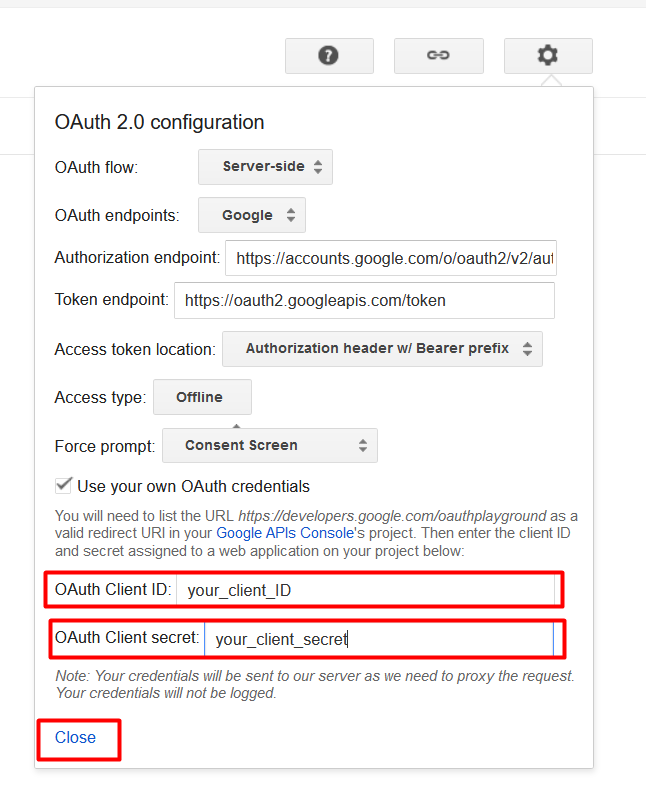 OAuth 2.0 configuration
OAuth flow: Server-side
OAuth endpoints: Google
Authorization endpoint: https://accounts.google.com/o/oauth2/v2/aut
Token endpoint: https://oauth2.googleapis.com/token
Access token location: Authorization header w/ Bearer prefix
Access type: Offline
Force prompt: Consent Screen
Use your own OAuth credentials
You will need to list the URL https://developers.google.com/oauthplayground as a
valid redirect URI in your Google APIs Console's project. Then enter the client ID
and secret assigned to a web application on your project below:
OAuth Client ID: your_client_ID
OAuth Client secret: your_client_secret
Note: Your credentials will be sent to our server as we need to proxy the request.
Your credentials will not be logged.
Close